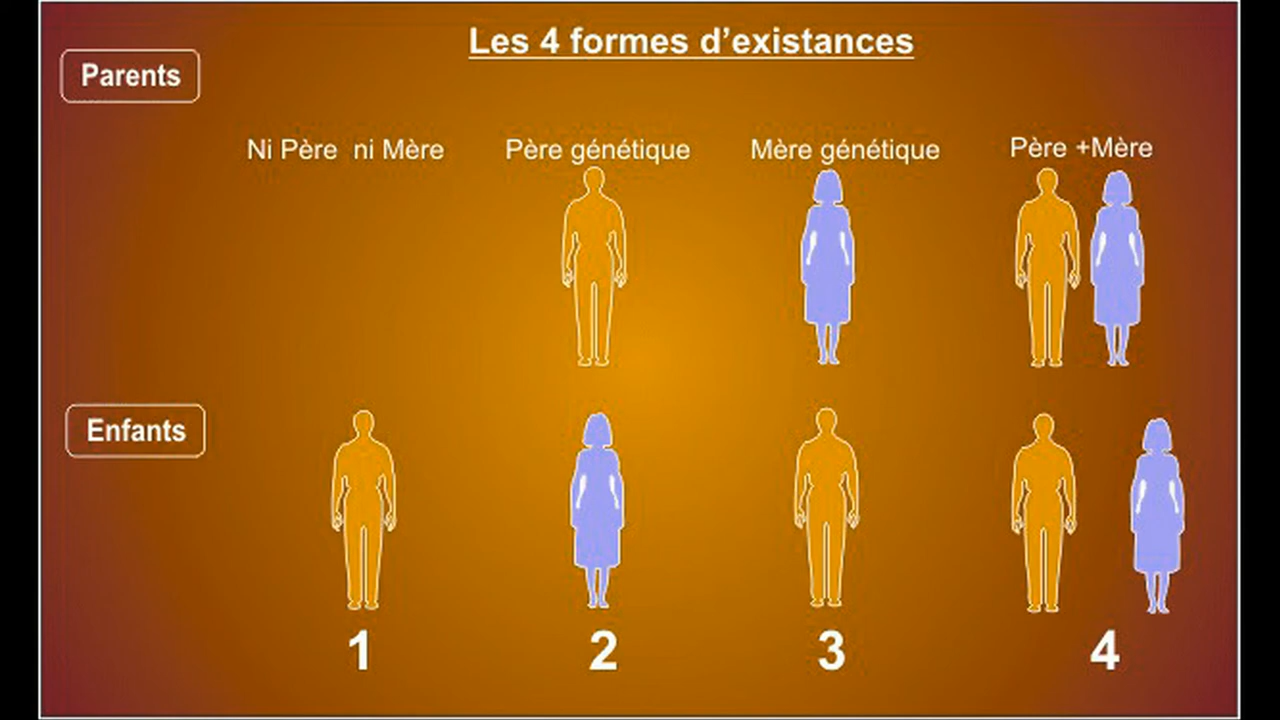 Les 4 formes d’existances
Parents
Ni Père  ni Mère
Père génétique
Mère génétique
Père +Mère
Enfants
1
2
3
4